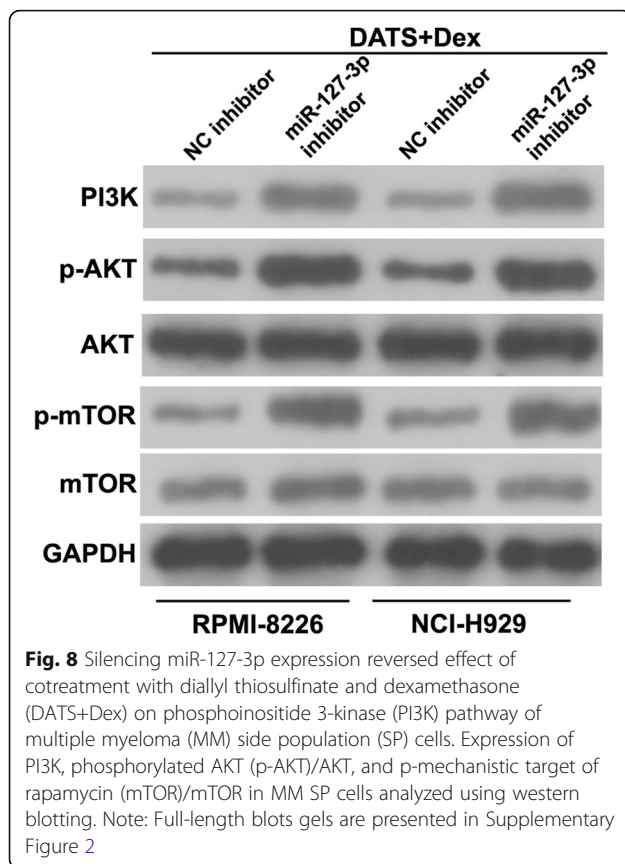 DATS+Dex
NC inhibitor
miR-127-3p
inhibitor
NC inhibitor
miR-127-3p
inhibitor
PI3K
p-AKT
AKT
p-mTOR
mTOR
GAPDH
RPMI-8226 NCI-H929
Fig. 8 Silencing miR-127-3p expression reversed effect of
cotreatment with diallyl thiosulfinate and dexamethasone
(DATS+Dex) on phosphoinositide 3-kinase (PI3K) pathway of
multiple myeloma (MM) side population (SP) cells. Expression of
PI3K, phosphorylated AKT (p-AKT)/AKT, and p-mechanistic target of
rapamycin (mTOR)/mTOR in MM SP cells analyzed using western
blotting. Note: Full-length blots gels are presented in Supplementary
Figure 2